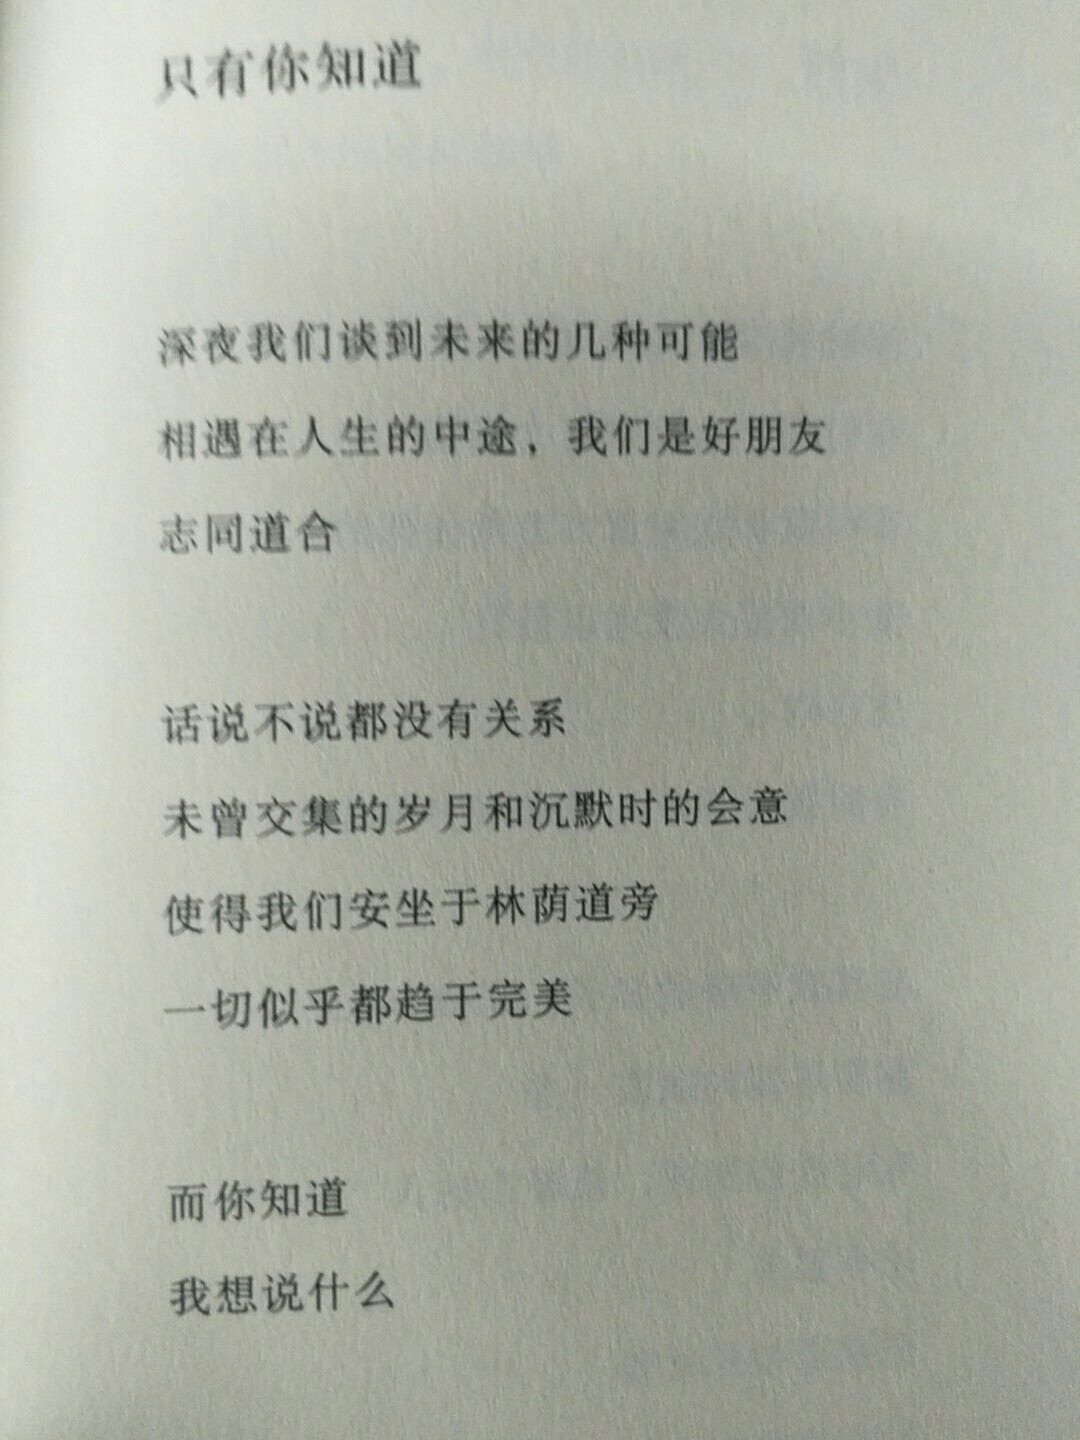 只有你知道
深夜我们谈到未来的几种可能
相遇在人生的中途，我们是好朋友
志同道合
话说不说都没有关系
未曾交集的岁月和沉默时的会意
使得我们安坐于林荫道旁
一切似乎都趋于完美
而你知道
我想说什么